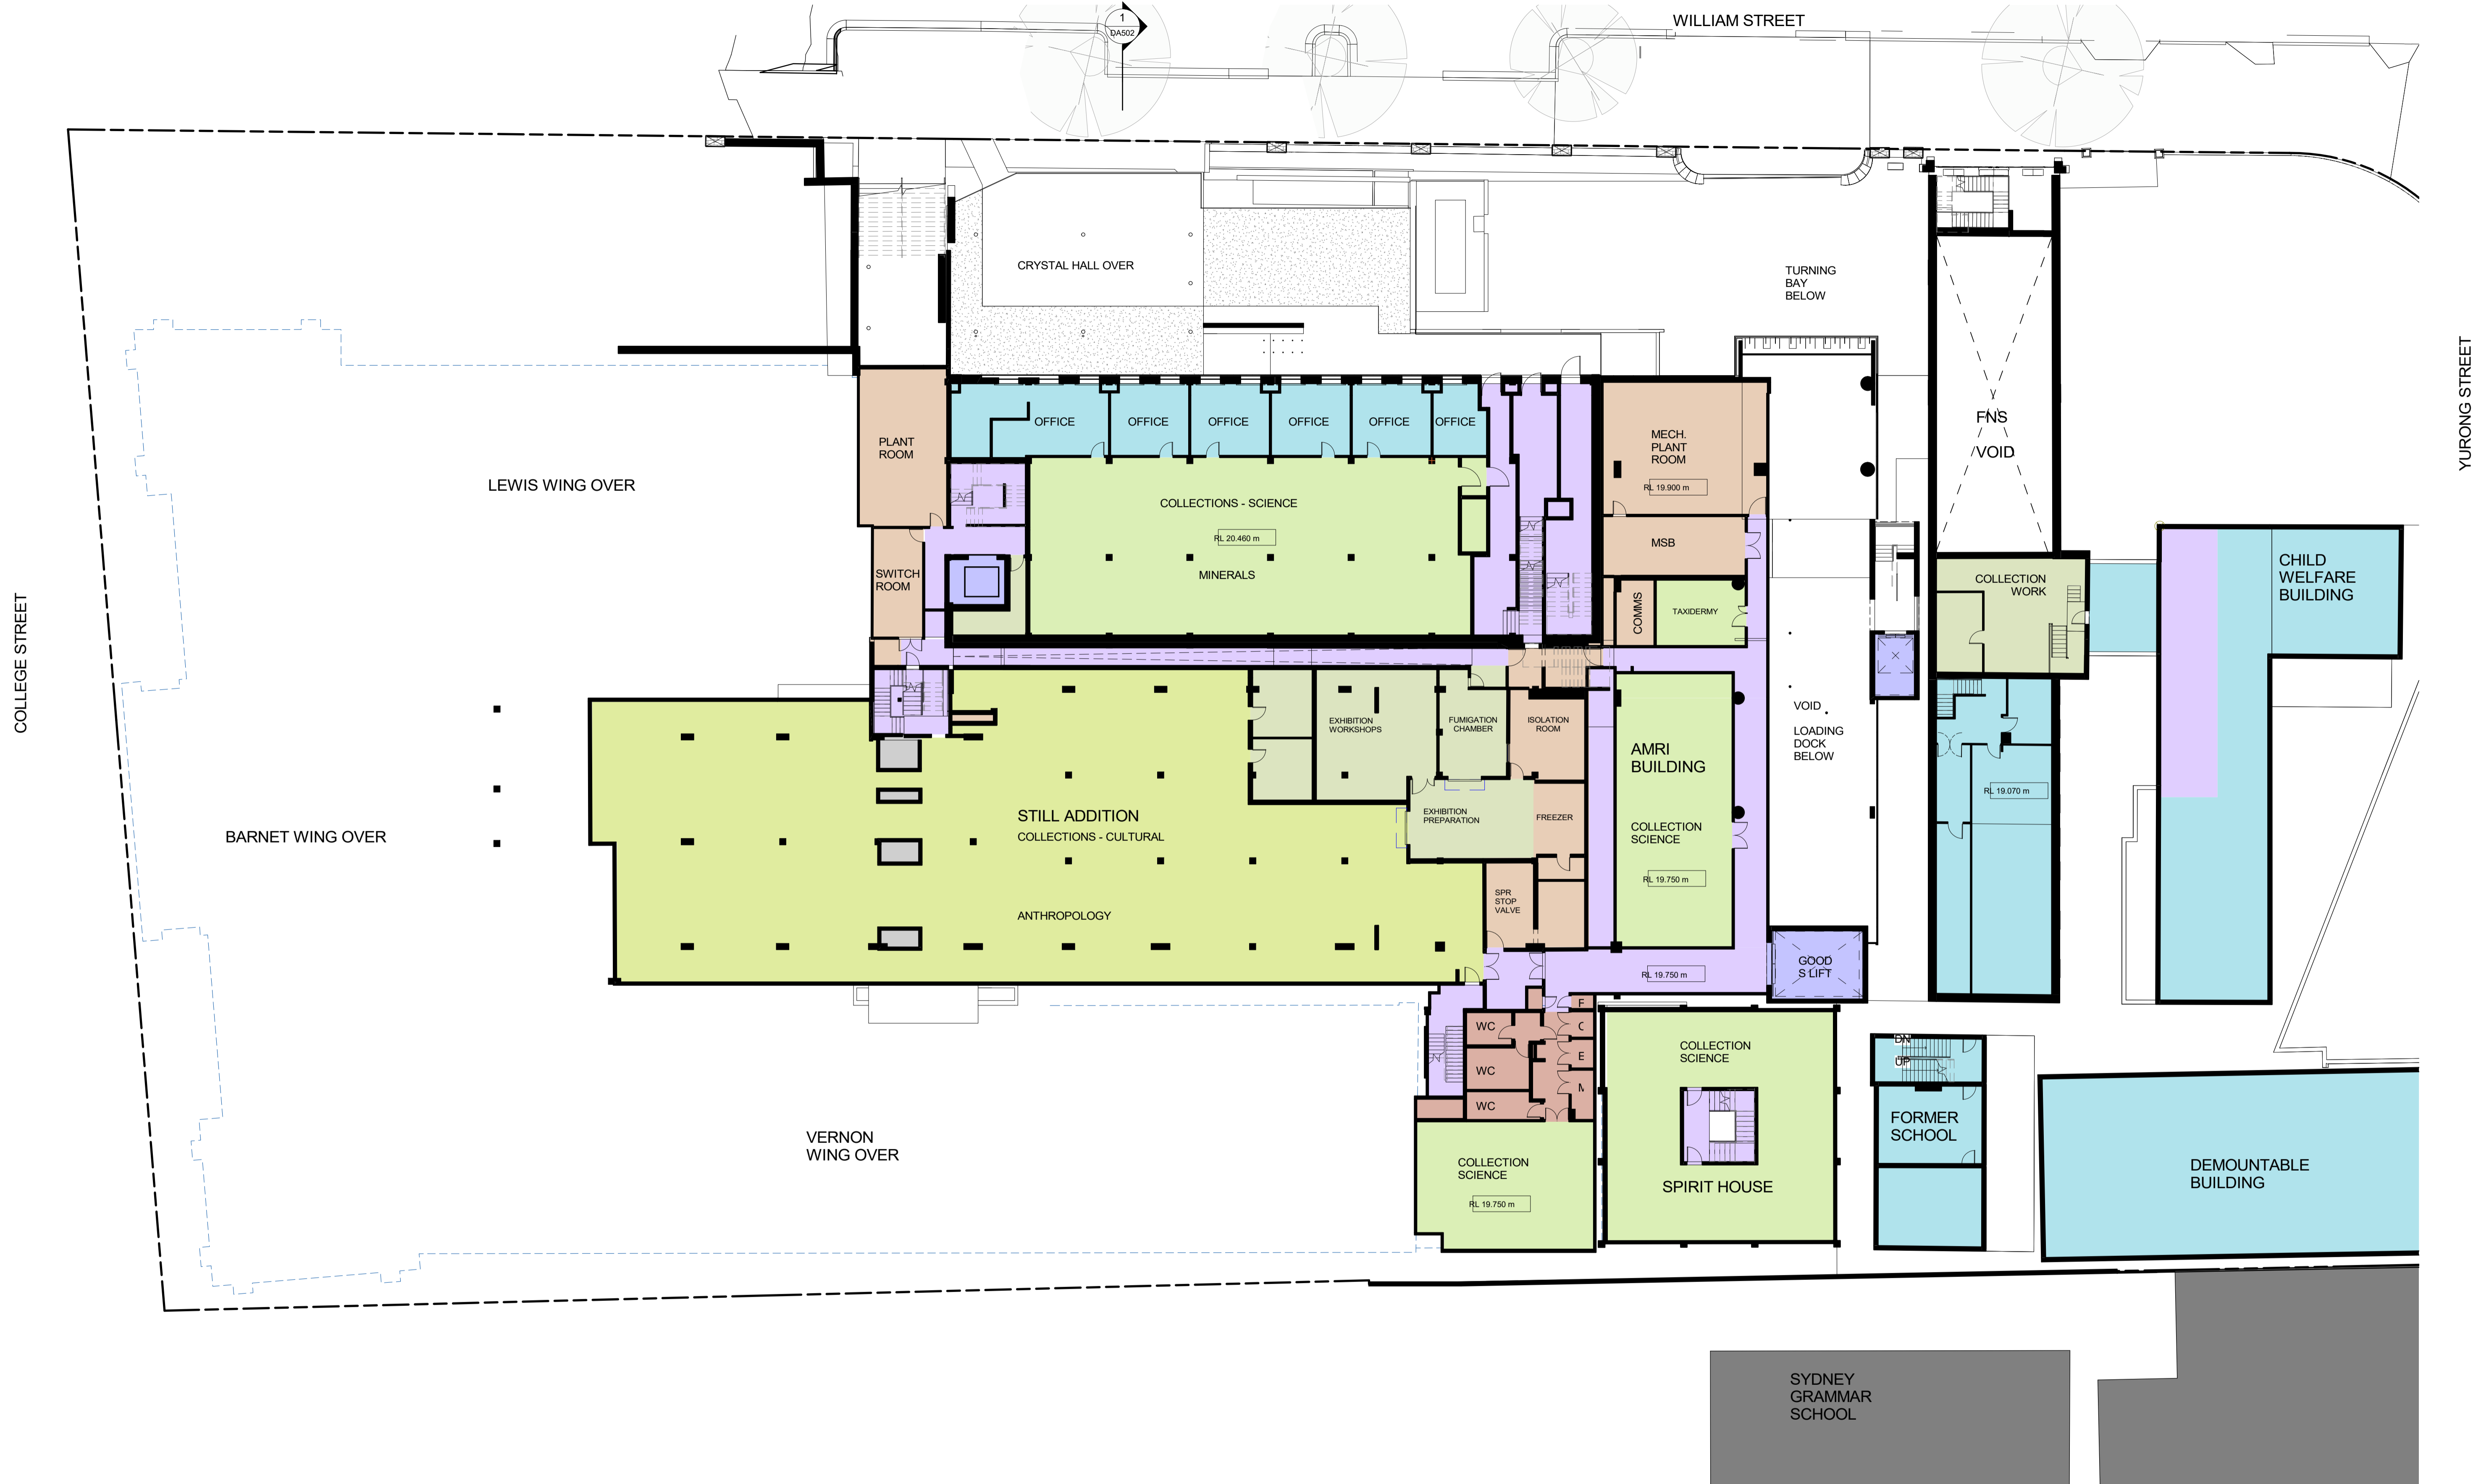 1
DA502
WILLIAM STREET
CRYSTAL HALL OVER
TURNING
BAY
BELOW
YURONG STREET
FNS
VOID
OFFICE
OFFICE
OFFICE
OFFICE
OFFICE
OFFICE
PLANT
ROOM
MECH.
PLANT
ROOM
RL 19.900 m
LEWIS WING OVER
COLLECTIONS - SCIENCE
RL 20.460 m
MINERALS
MSB
SWITCH
ROOM
COMMS
TAXIDERMY
COLLECTION
WORK
CHILD
WELFARE
BUILDING
COLLEGE STREET
EXHIBITION
WORKSHOPS
FUMIGATION
CHAMBER
ISOLATION
ROOM
VOID
LOADING
DOCK
BELOW
AMRI
BUILDING
RL 19.070 m
STILL ADDITION
COLLECTIONS - CULTURAL
EXHIBITION
PREPARATION
FREEZER
COLLECTION
SCIENCE
BARNET WING OVER
RL 19.750 m
SPR
STOP
VALVE
ANTHROPOLOGY
GOOD
S LIFT
RL 19.750 m
F
WC
C
E
WC
M
WC
COLLECTION
SCIENCE
DN
UP
FORMER
SCHOOL
VERNON
WING OVER
COLLECTION
SCIENCE
RL 19.750 m
SPIRIT HOUSE
DEMOUNTABLE
BUILDING
SYDNEY
GRAMMAR
SCHOOL